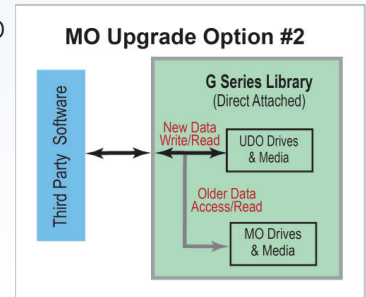 MO Upgrade Option #2
Third Party Software
G Series Library
(Direct Attached)
New Data
Write/Read
UDO Drives
& Media
Older Data
Access/Read
MO Drives
& Media